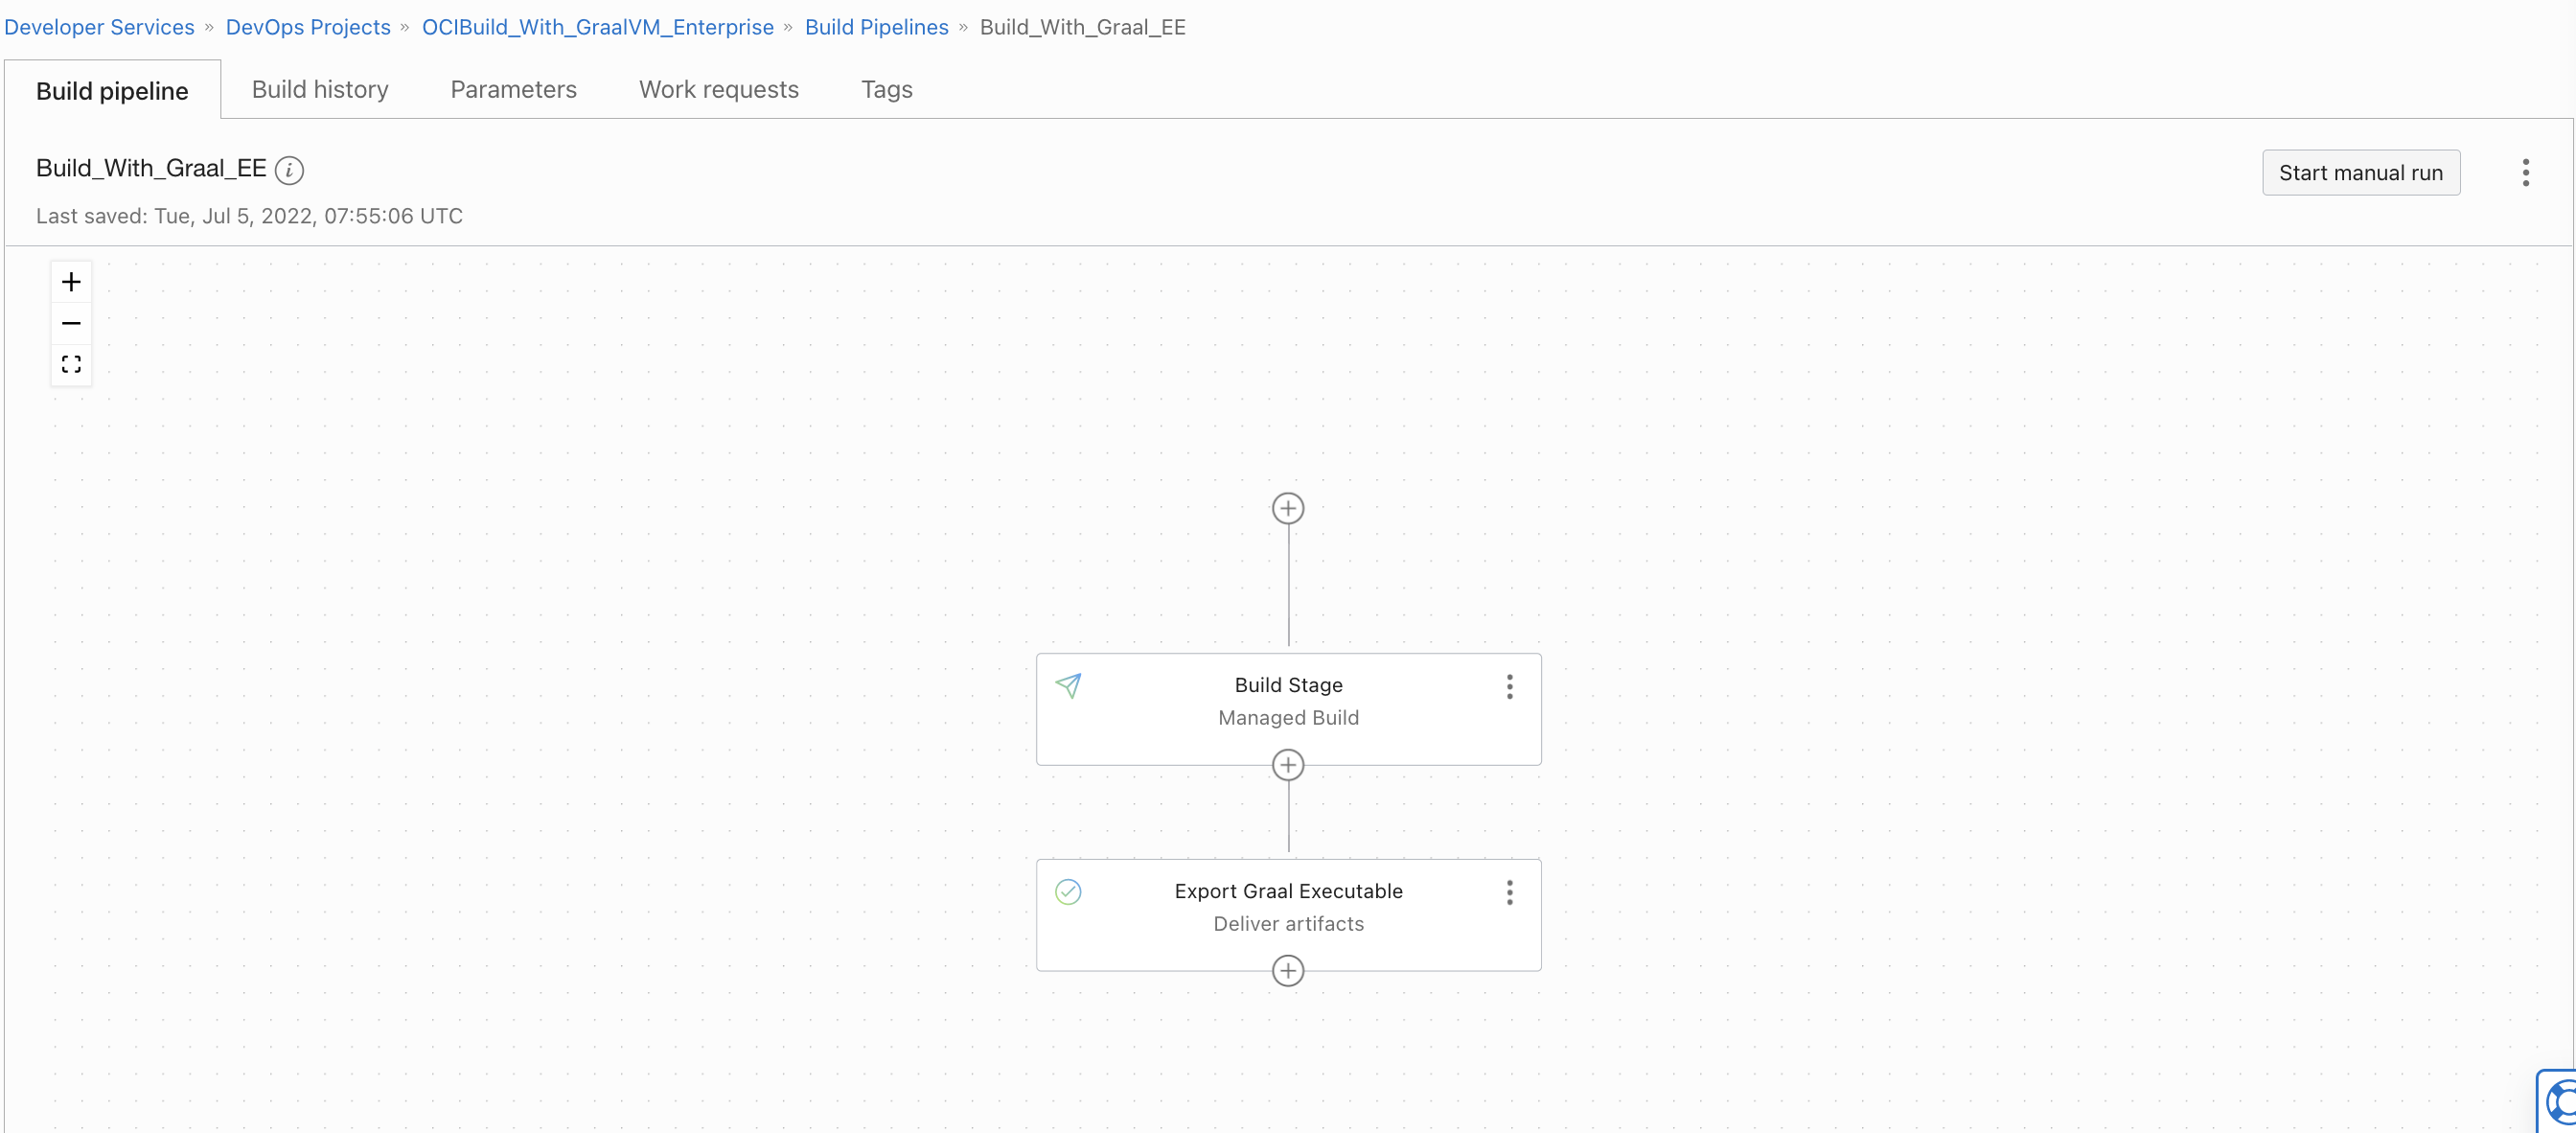 Developer Services » DevOps Projects » OCIBuild_With_GraalVM_Enterprise » Build Pipelines » Build_With_Graal_EE
Build pipeline Build history Parameters Work requests Tags
Build_With_Graal_EE
Start manual run
Last saved: Tue, Jul 5, 2022, 07:55:06 UTC
Build Stage
Managed Build
Export Graal Executable
Deliver artifacts